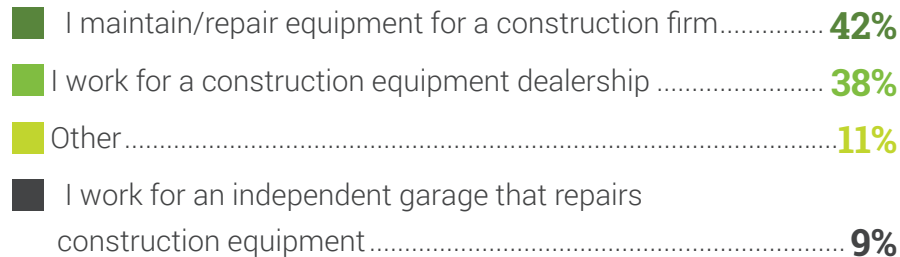 I maintain/repair equipment for a construction firm.............. 42%
I work for a construction equipment dealership ...................... 38%
Other.................................................................................................11%
I work for an independent garage that repairs
construction equipment................................................................. 9%